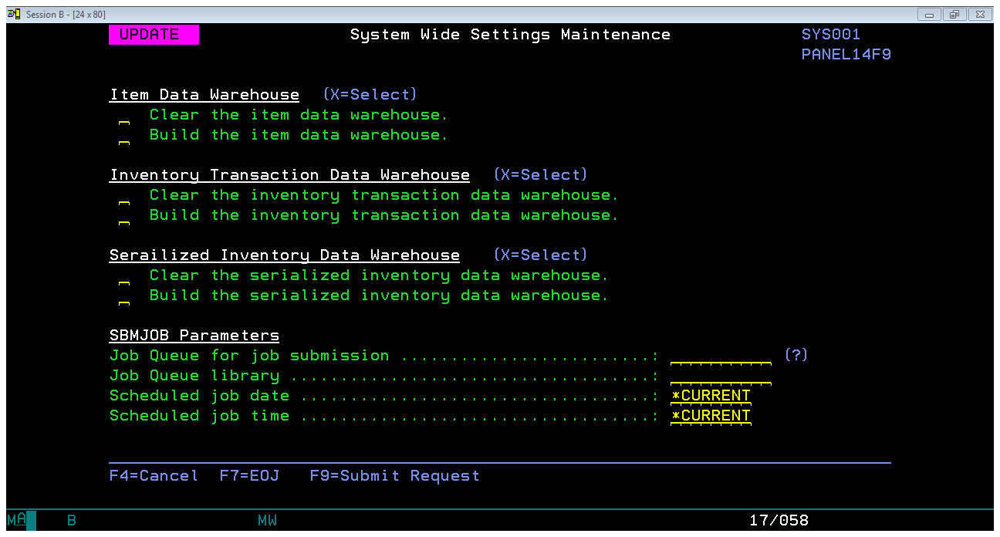 Session B - [24 x 80]
UPDATE System Wide Settings Maintenance SYS001
PANEL14F9
Item Data Warehouse (X=Select)
_ Clear the item data warehouse.
_ Build the item data warehouse.
Inventory Transaction Data Warehouse (X=Select)
_ Clear the inventory transaction data warehouse.
_ Build the inventory transaction data warehouse.
Serailized Inventory Data Warehouse (X=Select)
_ Clear the serialized inventory data warehouse.
_ Build the serialized inventory data warehouse.
SBMJOB Parameters
Job Queue for job submission .........................: __________ (?)
Job Queue library ....................................: __________
Scheduled job date ...................................: *CURRENT
Scheduled job time ...................................: *CURRENT
F4=Cancel F7=EOJ F9=Submit Request
MA B MW 17/058